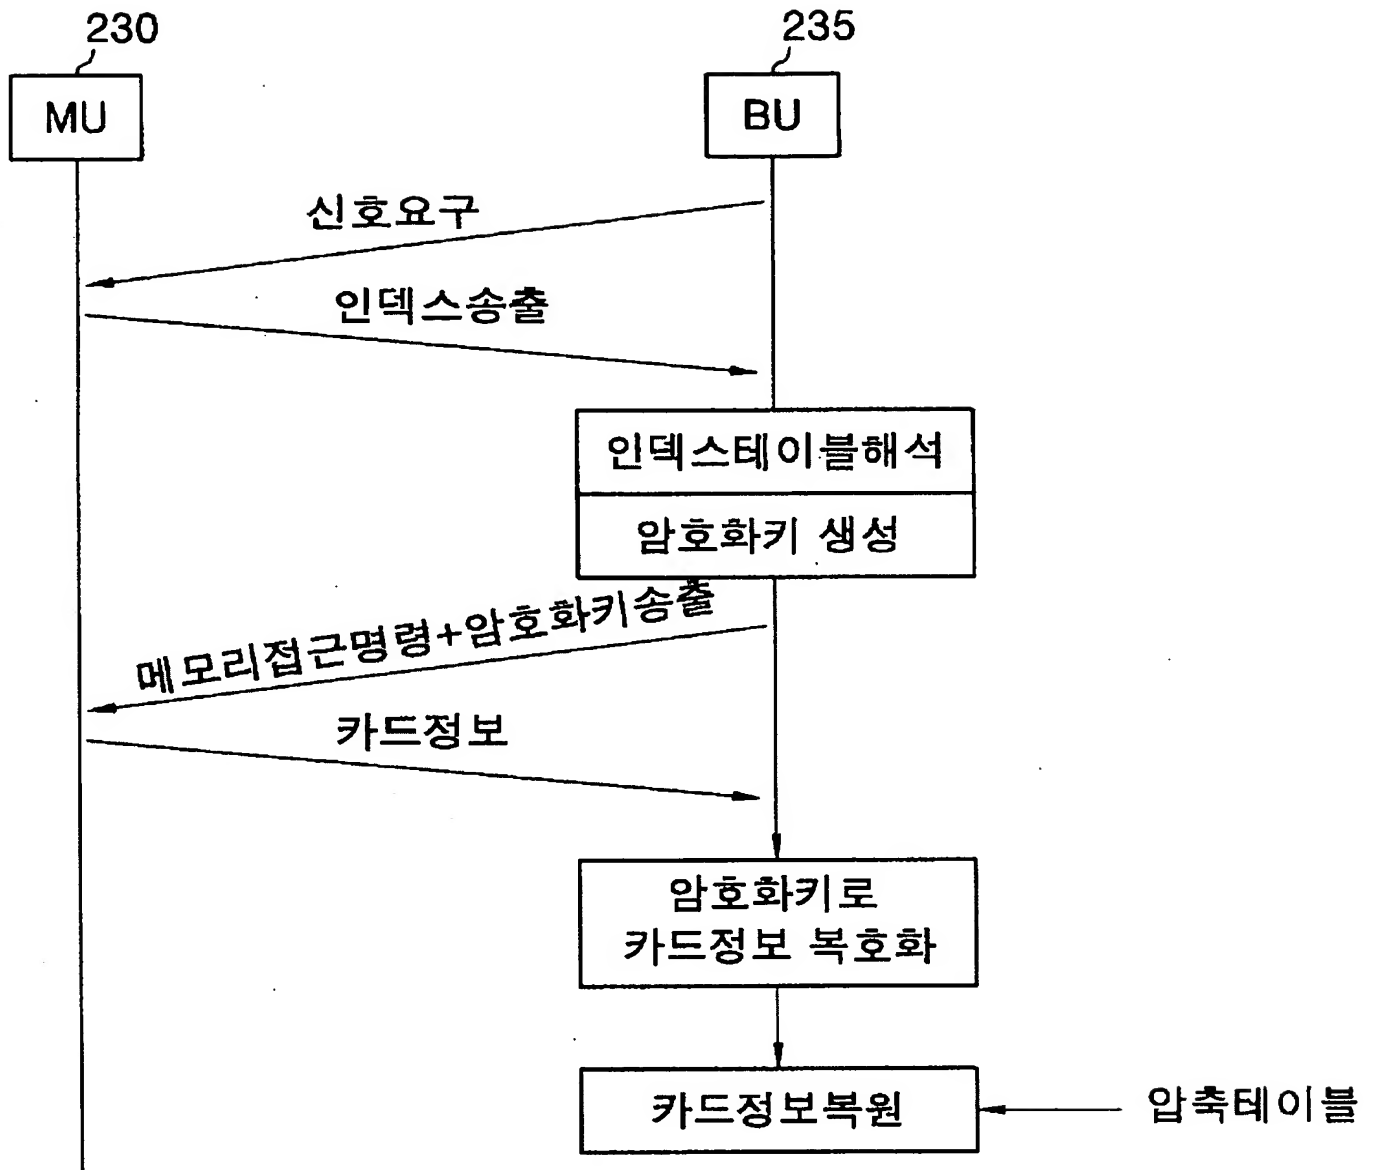 230
235
MU
BU
신호요구
인덱스송출
인덱스테이블해석
암호화키 생성
메모리접근명령+암호화키송출
카드정보
암호화키로
카드정보 복호화
카드정보복원
압축테이블